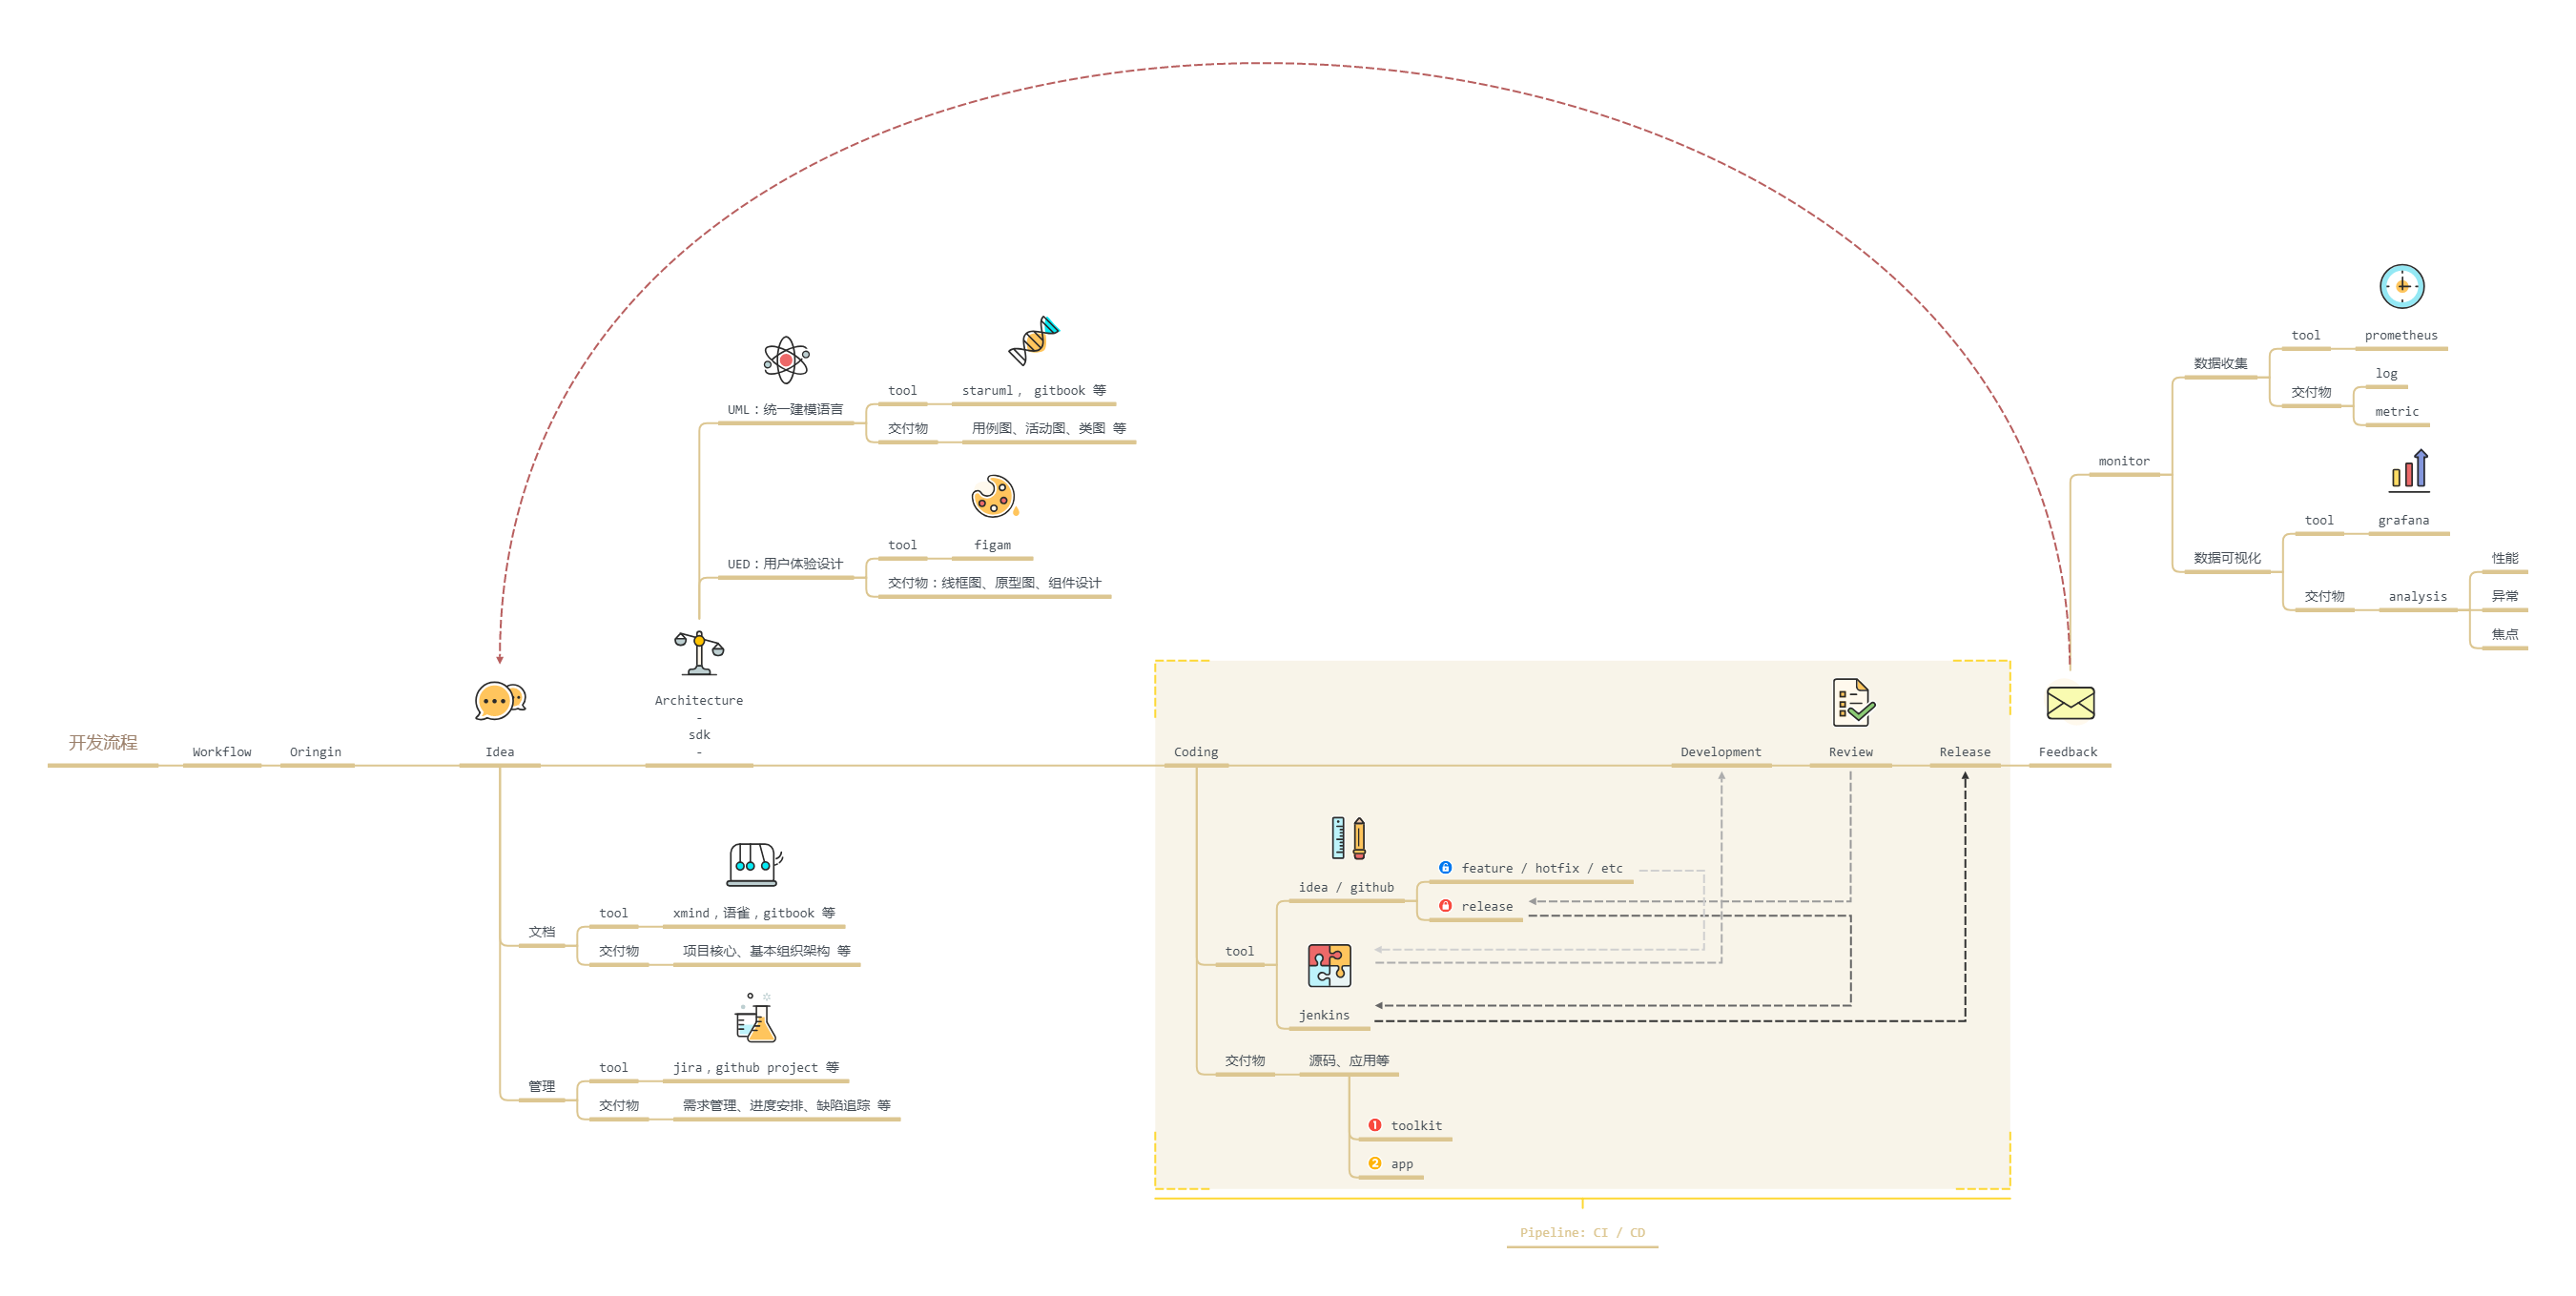 开发流程
Workflow
Oringin
Idea
文档
tool
xmind，语雀，gitbook 等
交付物
项目核心、基本组织架构 等
管理
tool
jira，github project 等
交付物
需求管理、进度安排、缺陷追踪 等
Architecture
-
sdk
-
UML：统一建模语言
tool
staruml， gitbook 等
交付物
用例图、活动图、类图 等
UED：用户体验设计
tool
figam
交付物：线框图、原型图、组件设计
Coding
tool
idea / github
feature / hotfix / etc
release
jenkins
交付物
源码、应用等
1 toolkit
2 app
Development
Review
Release
Pipeline: CI / CD
Feedback
monitor
数据收集
tool
prometheus
交付物
log
metric
数据可视化
tool
grafana
交付物
analysis
性能
异常
焦点